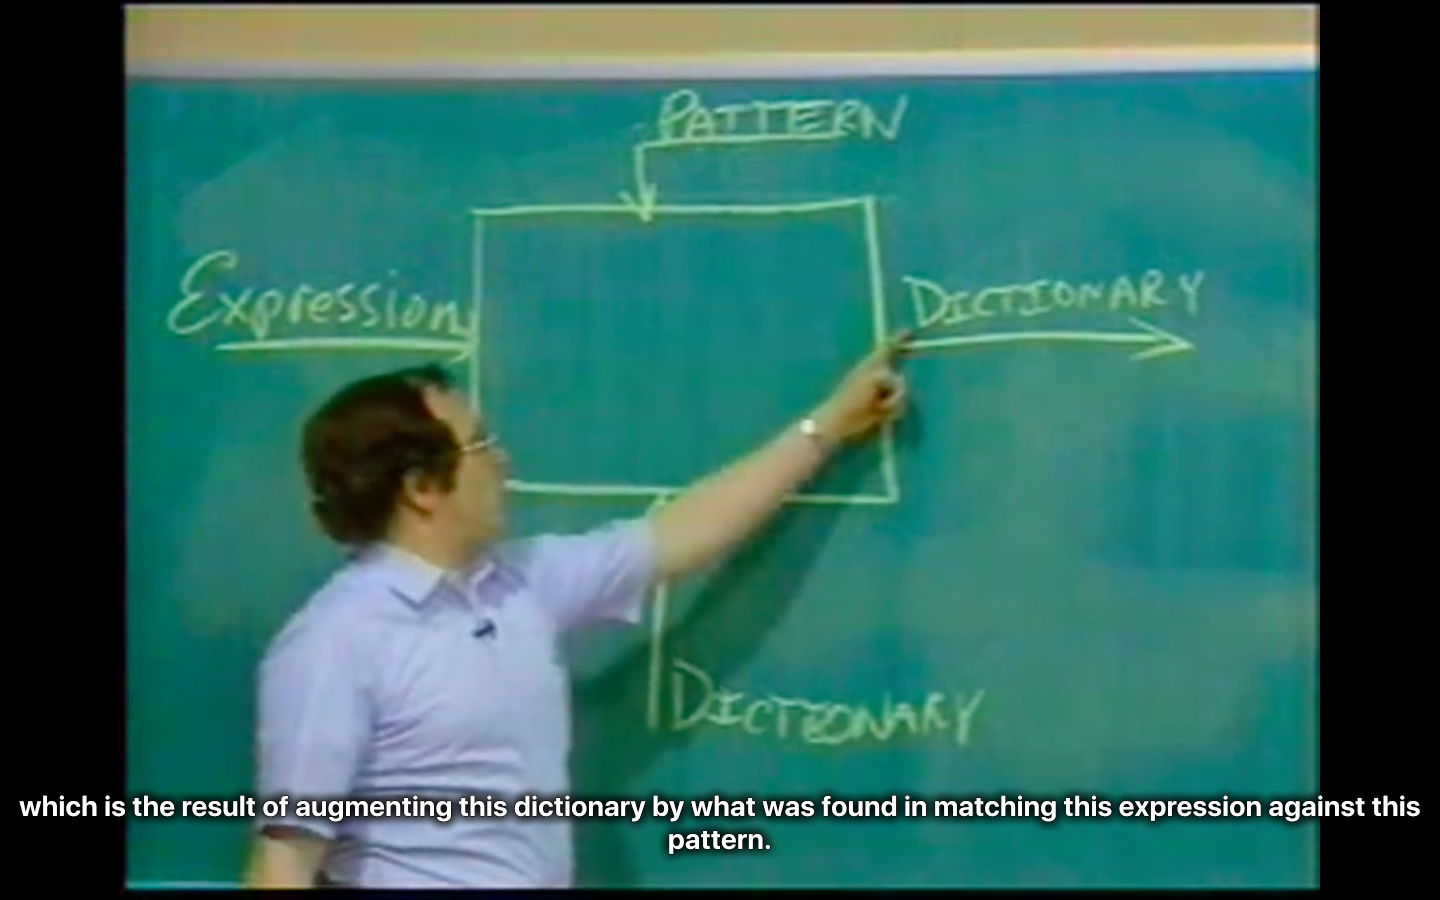 PATTERN
Expression
DICTIONARY
DICTIONARY
which is the result of augmenting this dictionary by what was found in matching this expression against this
pattern.